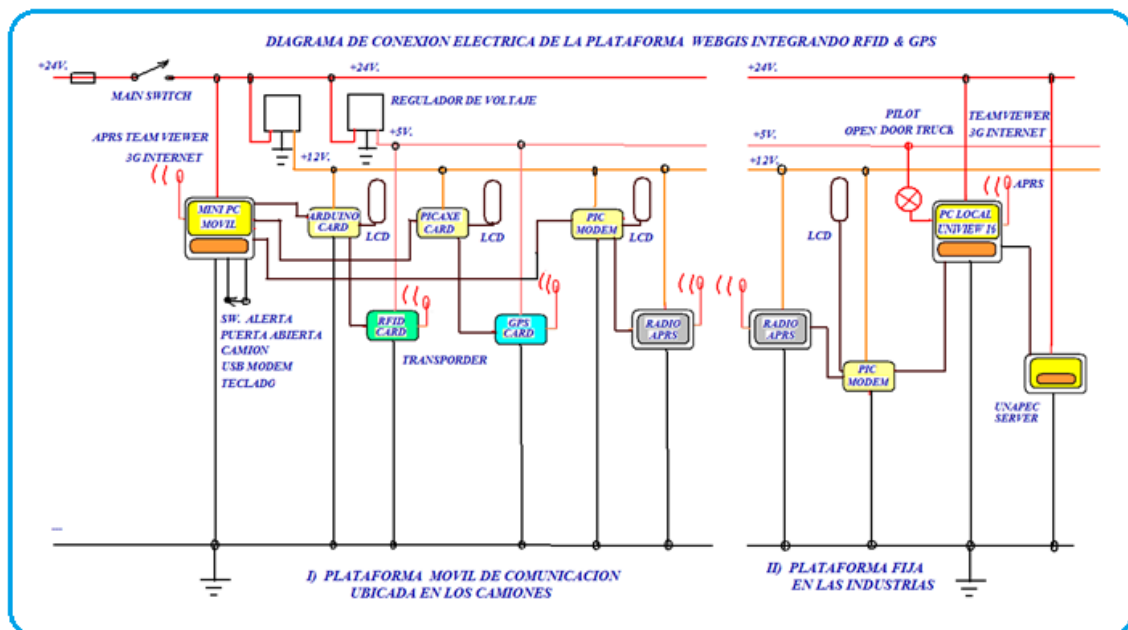 DIAGRAMA DE CONEXION ELECTRICA DE LA PLATAFORMA WEBGIS INTEGRANDO RFID & GPS
+24V.
MAIN SWITCH
+24V.
REGULADOR DE VOLTAJE
+5V.
+12V.
APRS TEAM VIEWER
3G INTERNET
MINI PC
MOVIL
ARDUINO
CARD
LCD
PICAXE
CARD
LCD
PIC
MODEM
LCD
SW. ALERTA
PUERTA ABIERTA
CAMION
USB MODEM
TECLADO
RFID
CARD
TRANSPORDER
GPS
CARD
RADIO
APRS
I) PLATAFORMA MOVIL DE COMUNICACION
UBICADA EN LOS CAMIONES
+24V.
+5V.
+12V.
PILOT
OPEN DOOR TRUCK
TEAMVIEWER
3G INTERNET
APRS
LCD
PC LOCAL
UNIVIEW 16
RADIO
APRS
PIC
MODEM
UNAPEC
SERVER
II) PLATAFORMA FIJA
EN LAS INDUSTRIAS